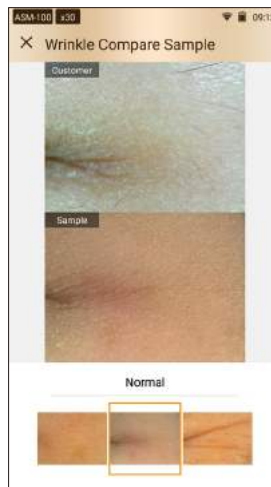 ASM-100 x30
Wrinkle Compare Sample
Customer
Sample
Normal